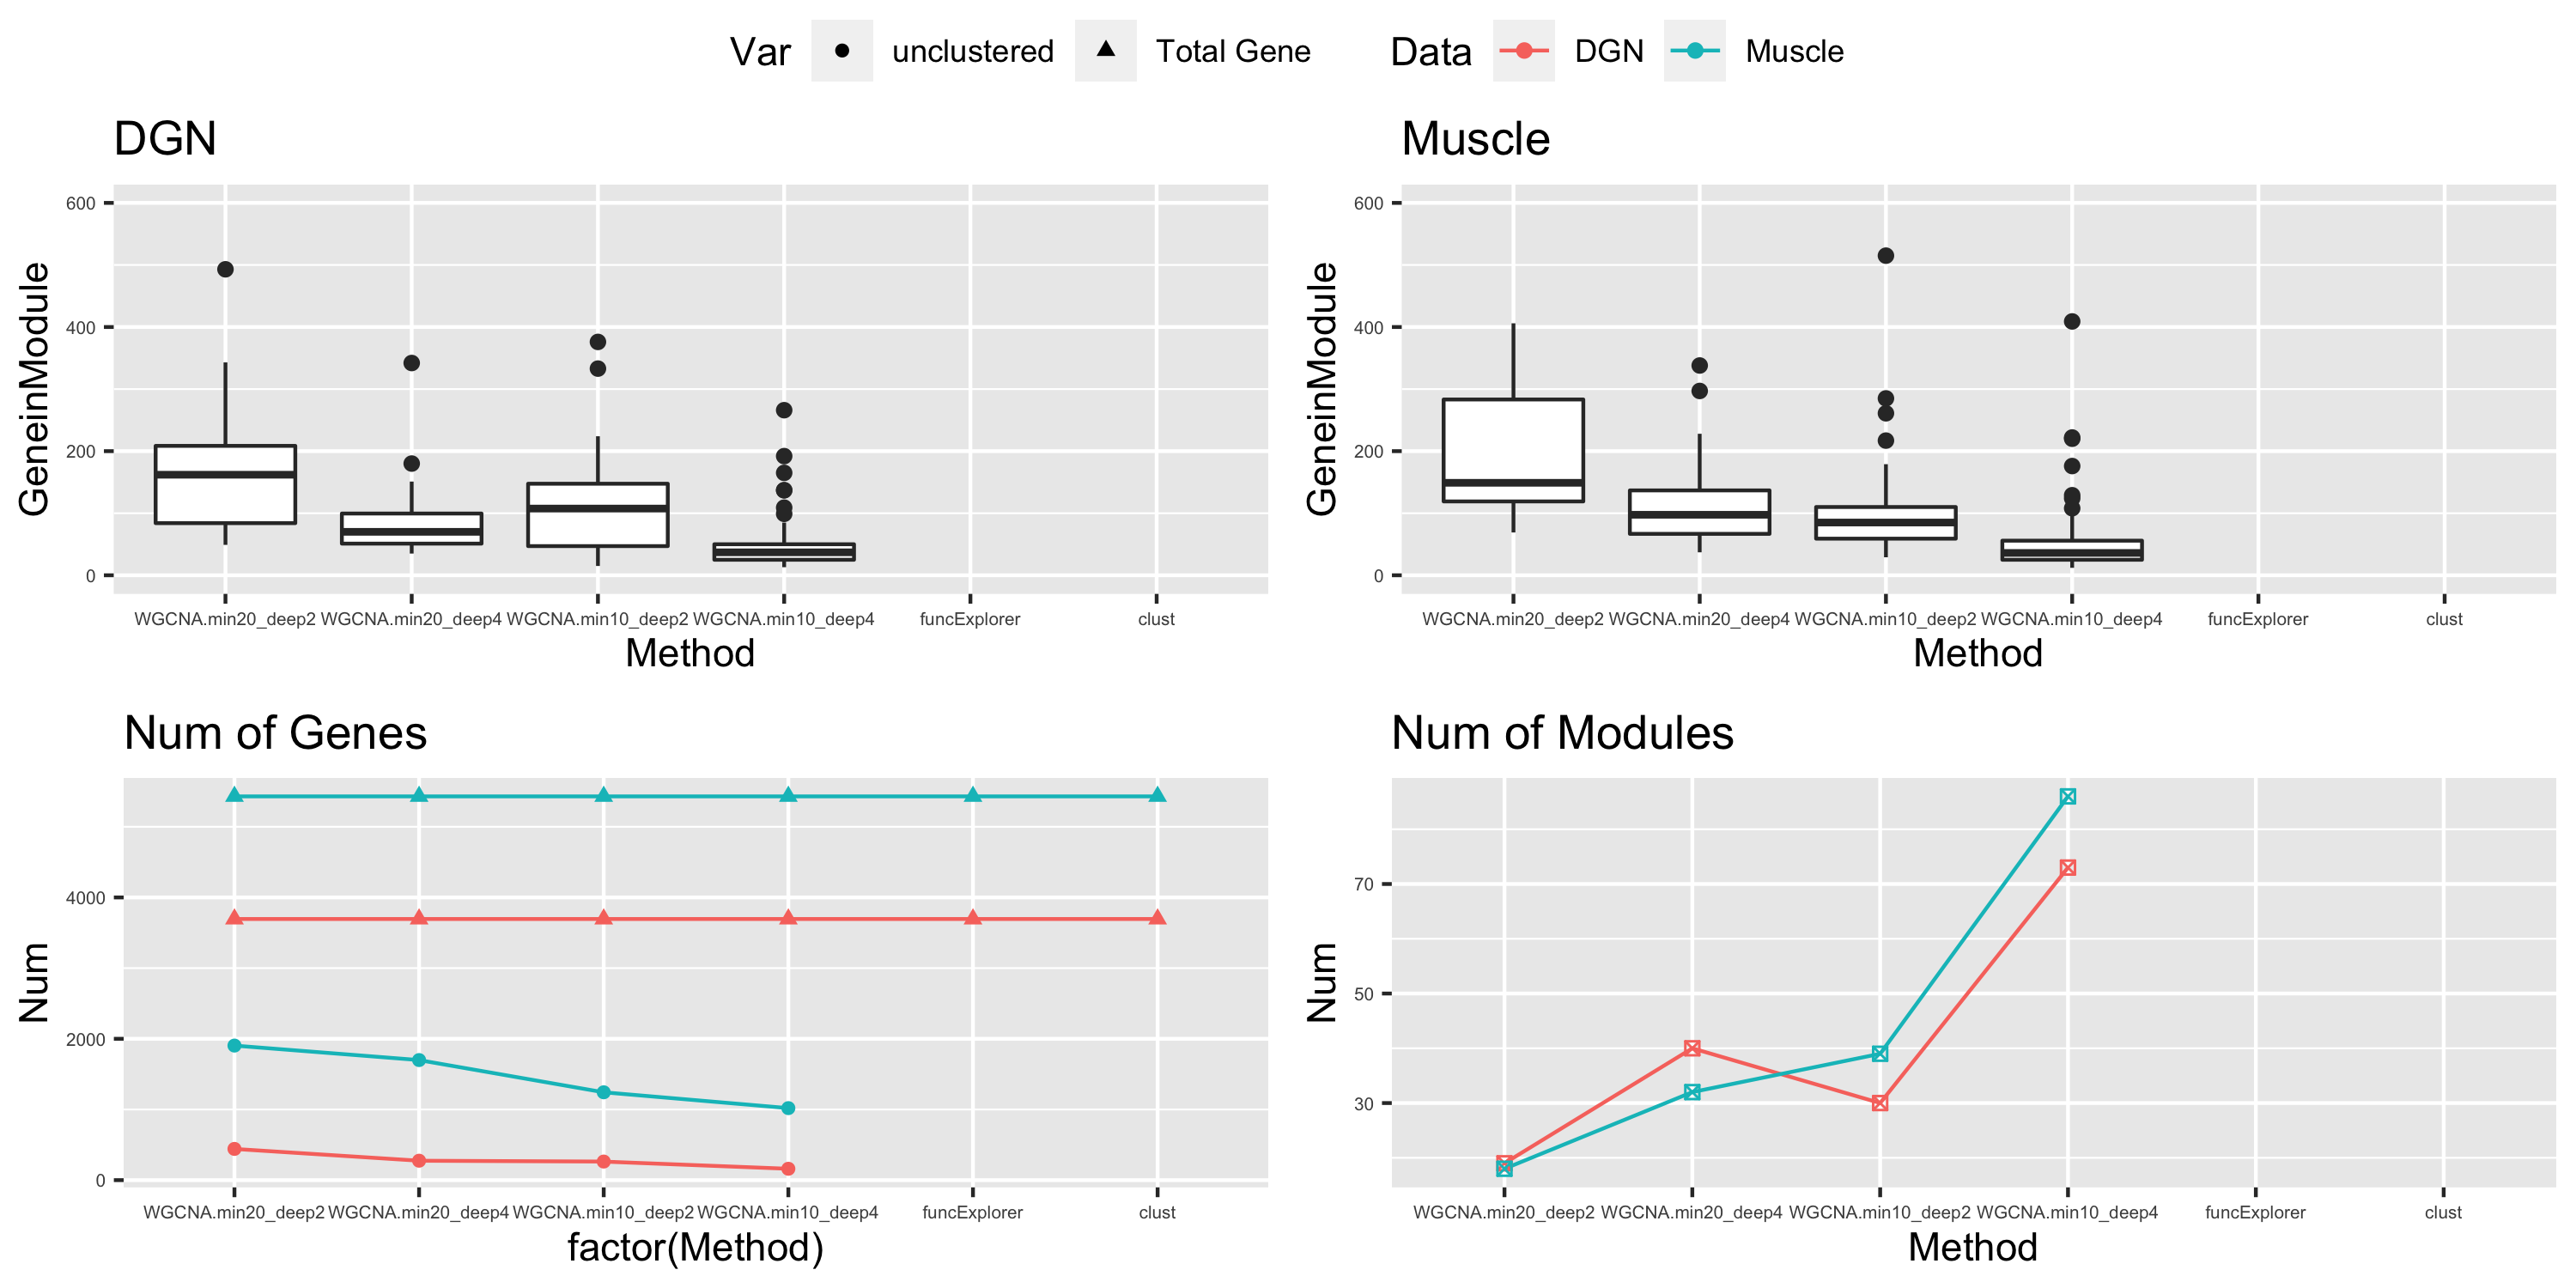 Var unclustered Total Gene Data DGN Muscle
DGN
600
400
200
0
GeneinModule
WGCNA.min20_deep2 WGCNA.min20_deep4 WGCNA.min10_deep2 WGCNA.min10_deep4 funcExplorer clust
Method
Muscle
600
400
200
0
GeneinModule
WGCNA.min20_deep2 WGCNA.min20_deep4 WGCNA.min10_deep2 WGCNA.min10_deep4 funcExplorer clust
Method
Num of Genes
4000
2000
0
Num
WGCNA.min20_deep2 WGCNA.min20_deep4 WGCNA.min10_deep2 WGCNA.min10_deep4 funcExplorer clust
factor(Method)
Num of Modules
70
50
30
Num
WGCNA.min20_deep2 WGCNA.min20_deep4 WGCNA.min10_deep2 WGCNA.min10_deep4 funcExplorer clust
Method